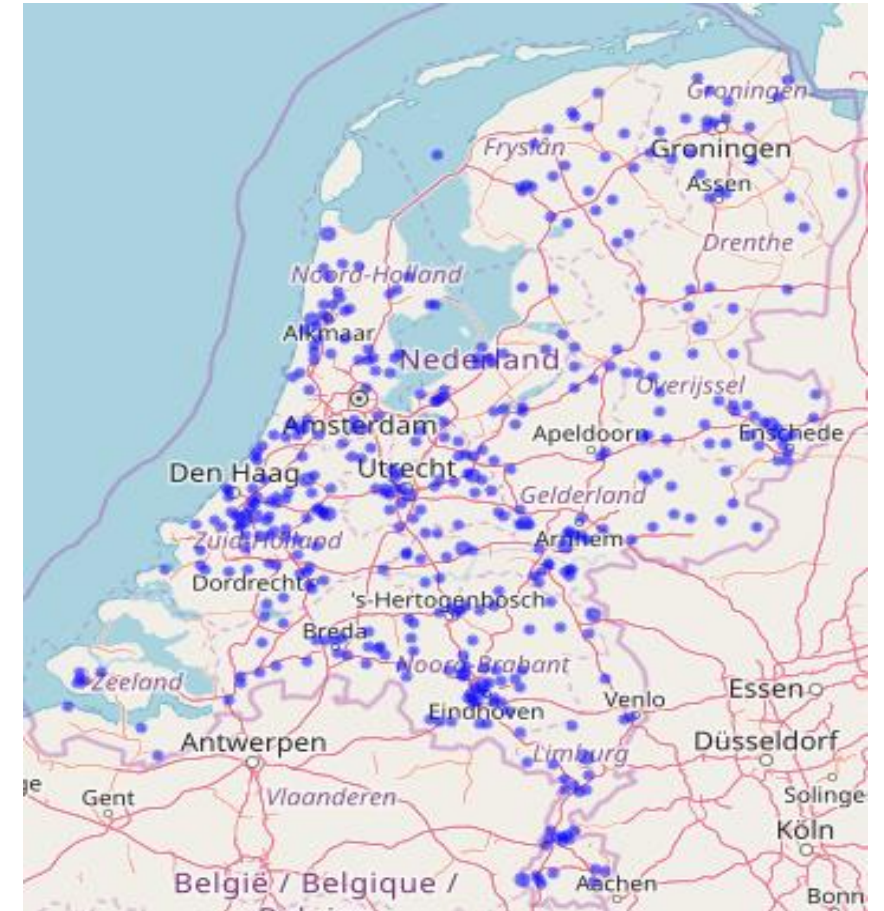 Groningen
Fryslân
Groningen
Assen
Drenthe
Noord-Holland
Alkmaar
Nederland
Overijssel
Amsterdam
Apeldoorn
Enschede
Den Haag
Utrecht
Gelderland
Zuid-Holland
Arnhem
Dordrecht
's-Hertogenbosch
Breda
Noord-Brabant
Zeeland
Essen
Venlo
Eindhoven
Antwerpen
Limburg
Düsseldorf
ge
Gent
Vlaanderen
Solinge
Köln
België / Belgique /
Aachen
Bonn